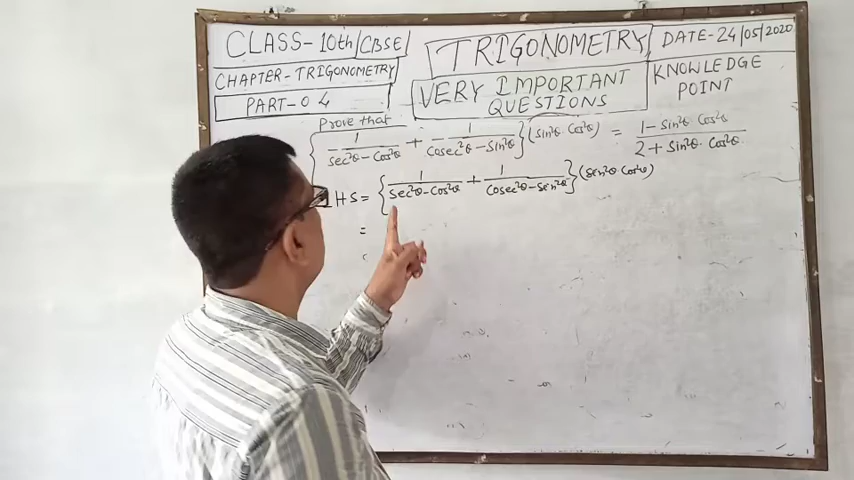 CLASS-10th/CBSE
CHAPTER-TRIGONOMETRY
PART-04
TRIGONOMETRY
VERY IMPORTANT
QUESTIONS
DATE-24/05/2020
KNOWLEDGE
POINT
Prove that
{1/(sec²θ-cos²θ) + 1/(cosec²θ-sin²θ)}(sin²θ·cos²θ) = (1-sin²θ·cos²θ)/(2+sin²θ·cos²θ)
LHS = {1/(sec²θ-cos²θ) + 1/(cosec²θ-sin²θ)}(sin²θ·cos²θ)
=